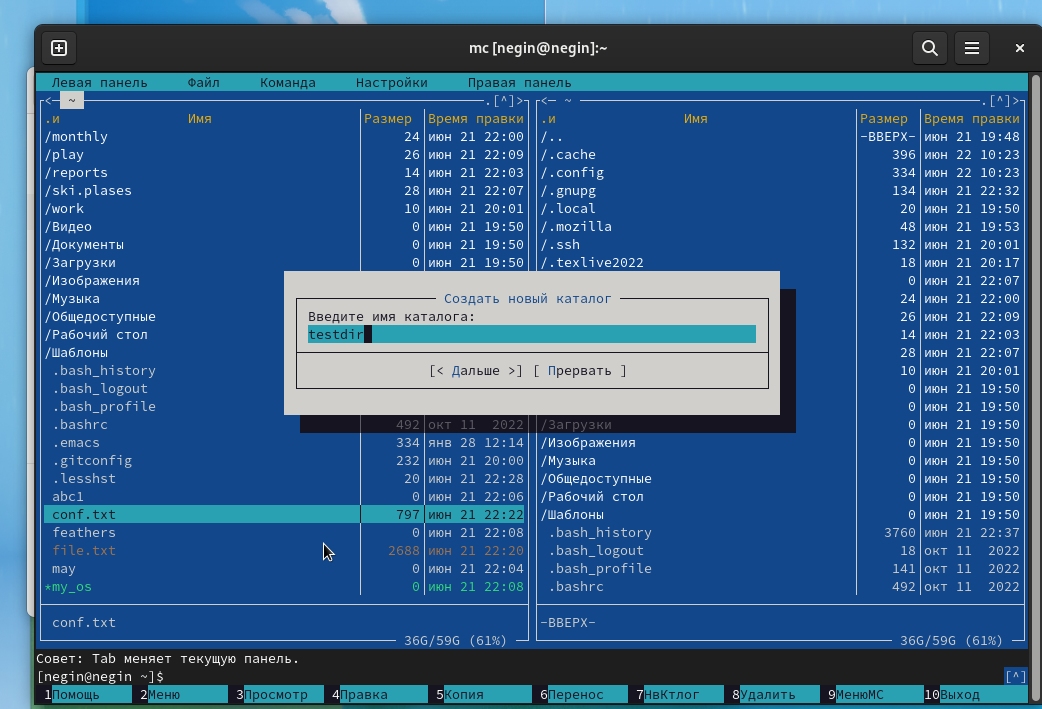 mc [negin@negin]:~
Левая панель Файл Команда Настройки Правая панель
<─ ~ .[^]> <─ ~ .[^]>
.и Имя Размер Время правки .и Имя Размер Время правки
/monthly 24 июн 21 22:00 /.. -ВВЕРХ- июн 21 19:48
/play 26 июн 21 22:09 /.cache 396 июн 22 10:23
/reports 14 июн 21 22:03 /.config 334 июн 22 10:23
/ski.plases 28 июн 21 22:07 /.gnupg 134 июн 21 22:32
/work 10 июн 21 20:01 /.local 20 июн 21 19:50
/Видео 0 июн 21 19:50 /.mozilla 48 июн 21 19:53
/Документы 0 июн 21 19:50 /.ssh 132 июн 21 20:01
/Загрузки 0 июн 21 19:50 /.texlive2022 18 июн 21 20:17
/Изображения 0 июн 21 22:07
/Музыка Создать новый каталог 24 июн 21 22:00
/Общедоступные Введите имя каталога: 26 июн 21 22:09
/Рабочий стол testdir 14 июн 21 22:03
/Шаблоны 28 июн 21 22:07
.bash_history [< Дальше >] [ Прервать ] 10 июн 21 20:01
.bash_logout 0 июн 21 19:50
.bash_profile 0 июн 21 19:50
.bashrc 492 окт 11 2022 /Загрузки 0 июн 21 19:50
.emacs 334 янв 28 12:14 /Изображения 0 июн 21 19:50
.gitconfig 232 июн 21 20:00 /Музыка 0 июн 21 19:50
.lesshst 20 июн 21 22:28 /Общедоступные 0 июн 21 19:50
abc1 0 июн 21 22:06 /Рабочий стол 0 июн 21 19:50
conf.txt 797 июн 21 22:22 /Шаблоны 0 июн 21 19:50
feathers 0 июн 21 22:08 .bash_history 3760 июн 21 22:37
file.txt 2688 июн 21 22:20 .bash_logout 18 окт 11 2022
may 0 июн 21 22:04 .bash_profile 141 окт 11 2022
*my_os 0 июн 21 22:08 .bashrc 492 окт 11 2022
conf.txt -ВВЕРХ-
36G/59G (61%) 36G/59G (61%)
Совет: Tab меняет текущую панель.
[negin@negin ~]$ [^]
1Помощь 2Меню 3Просмотр 4Правка 5Копия 6Перенос 7НвКтлог 8Удалить 9МенюМС 10Выход